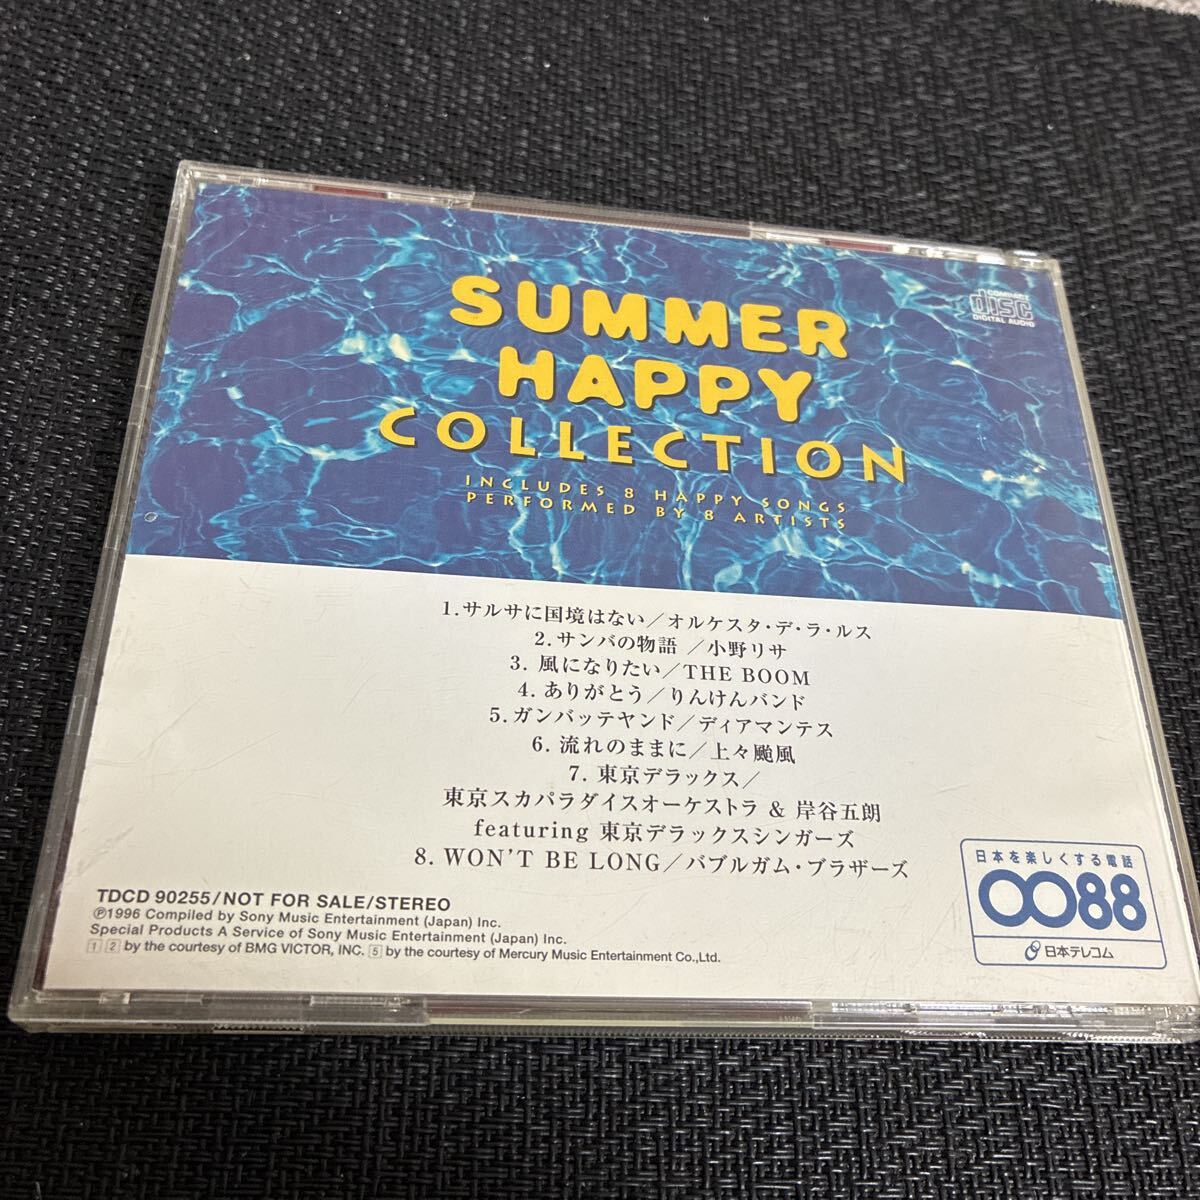 COMPACT
disc
DIGITAL AUDIO
SUMMER
HAPPY
COLLECTION
INCLUDES 8 HAPPY SONGS
PERFORMED BY 8 ARTISTS
1.サルサに国境はない/オルケスタ・デ・ラ・ルス
2.サンバの物語 /小野リサ
3. 風になりたい/THE BOOM
4. ありがとう/りんけんバンド
5.ガンバッテヤンド/ディアマンテス
6. 流れのままに/上々颱風
7. 東京デラックス/
東京スカパラダイスオーケストラ & 岸谷五朗
featuring 東京デラックスシンガーズ
8. WON'T BE LONG/バブルガム・ブラザーズ
TDCD 90255/NOT FOR SALE/STEREO
℗1996 Compiled by Sony Music Entertainment (Japan) Inc.
Special Products A Service of Sony Music Entertainment (Japan) Inc.
1 2 by the courtesy of BMG VICTOR, INC. 5 by the courtesy of Mercury Music Entertainment Co.,Ltd.
日本を楽しくする電話
0088
日本テレコム